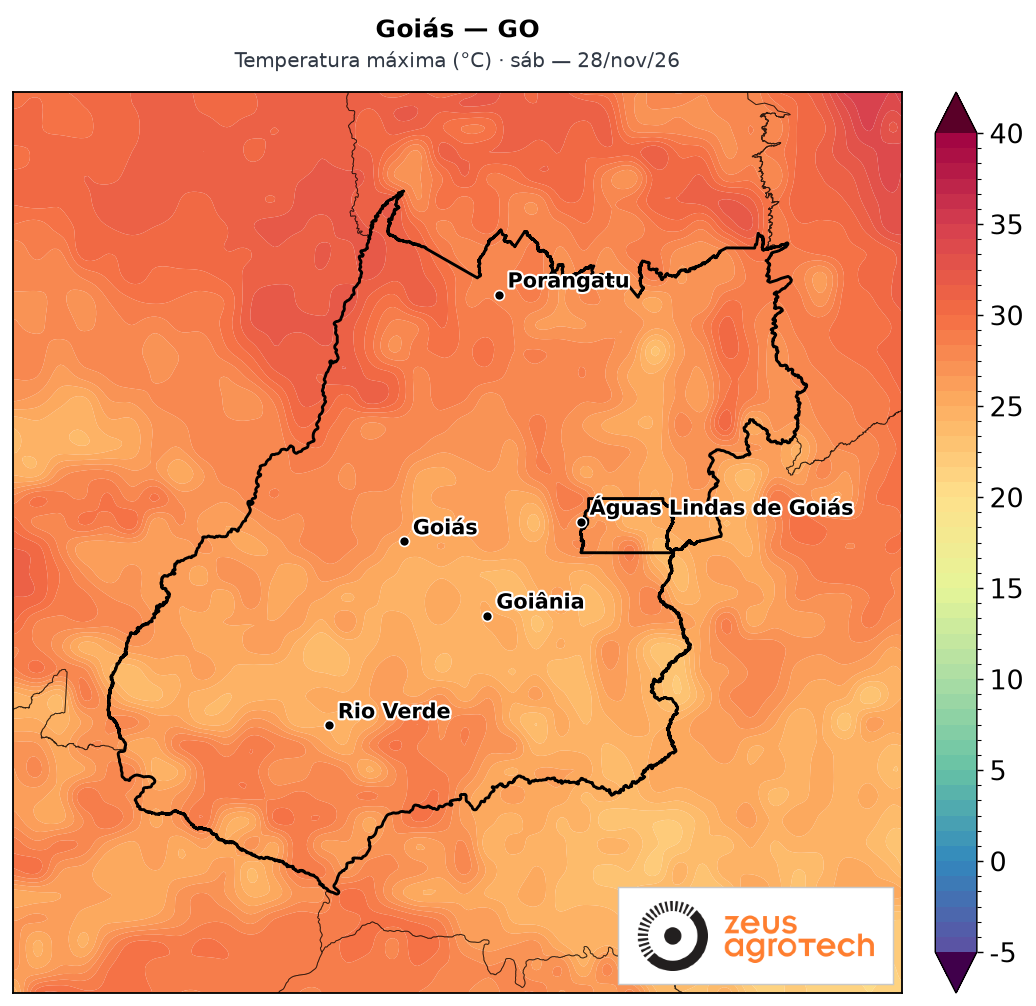 Goiás — GO
Temperatura máxima (°C) · sáb — 28/nov/26
40
35
30
25
20
15
10
5
0
-5
Porangatu
Águas Lindas de Goiás
Goiás
Goiânia
Rio Verde
zeus
agrotech